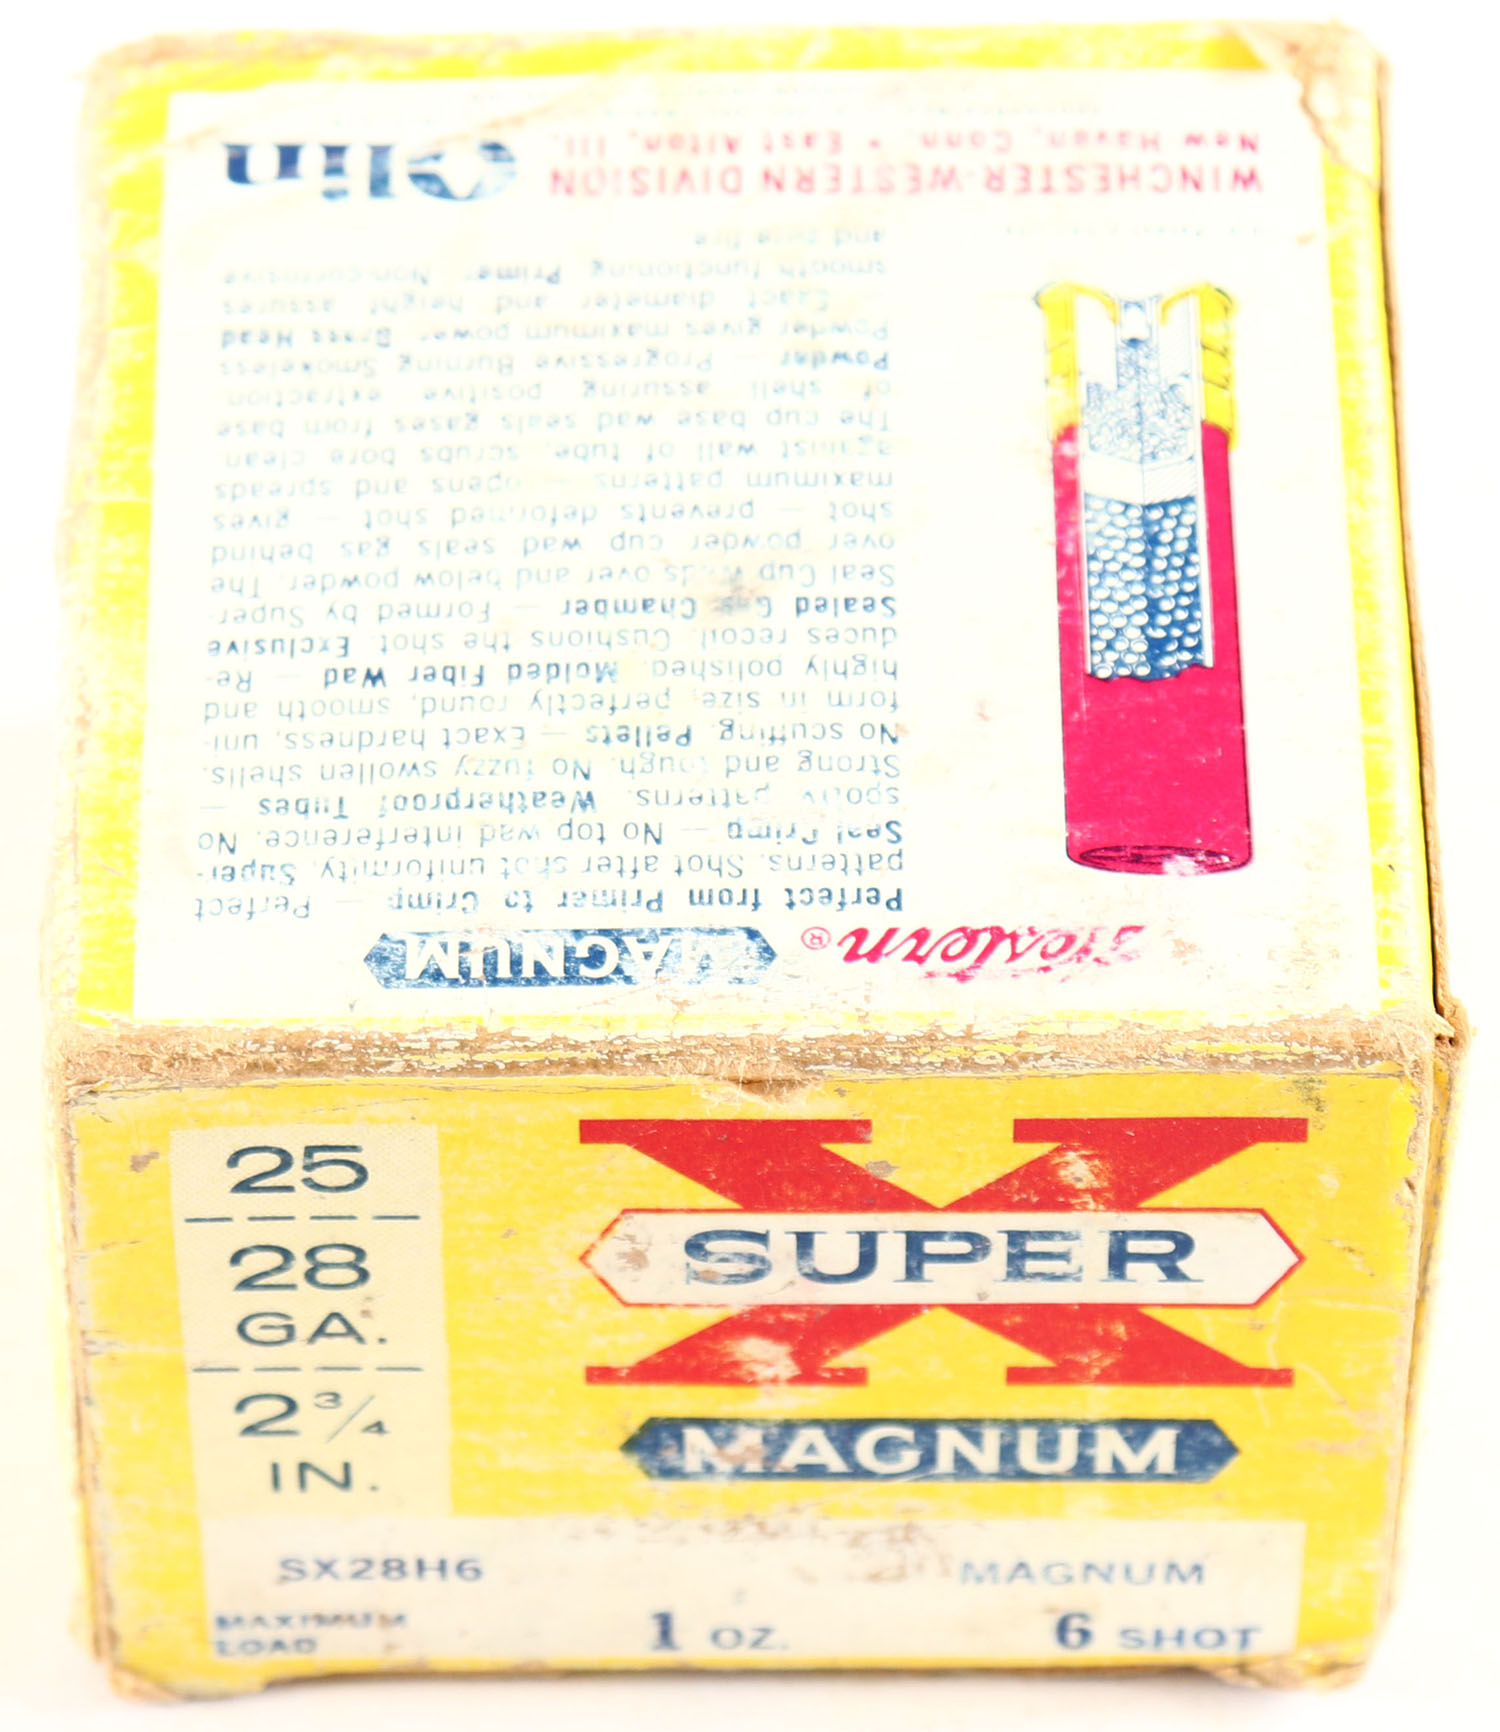 Western ® MAGNUM
Perfect from Primer to Crimp — Perfect
patterns. Shot after shot uniformity. Super-
Seal Crimp — No top wad interference. No
spotty patterns. Weatherproof Tubes —
Strong and tough. No fuzzy swollen shells.
No scuffing. Pellets — Exact hardness, uni-
form in size, perfectly round, smooth and
highly polished. Molded Fiber Wad — Re-
duces recoil. Cushions the shot. Exclusive
Sealed Gas Chamber — Formed by Super-
Seal Cup Wads over and below powder. The
over powder cup wad seals gas behind
shot — prevents deformed shot — gives
maximum patterns — opens and spreads
against wall of tube, scrubs bore clean.
The cup base wad seals gases from base
of shell assuring positive extraction.
Powder — Progressive Burning Smokeless
Powder gives maximum power. Brass Head
— Exact diameter and height assures
smooth functioning. Primer Non-corrosive
and sure fire
WINCHESTER-WESTERN DIVISION Olin
New Haven, Conn. • East Alton, Ill.
25
28
GA.
2 3/4
IN.
X
SUPER
MAGNUM
SX28H6 MAGNUM
MAXIMUM
LOAD 1 OZ. 6 SHOT